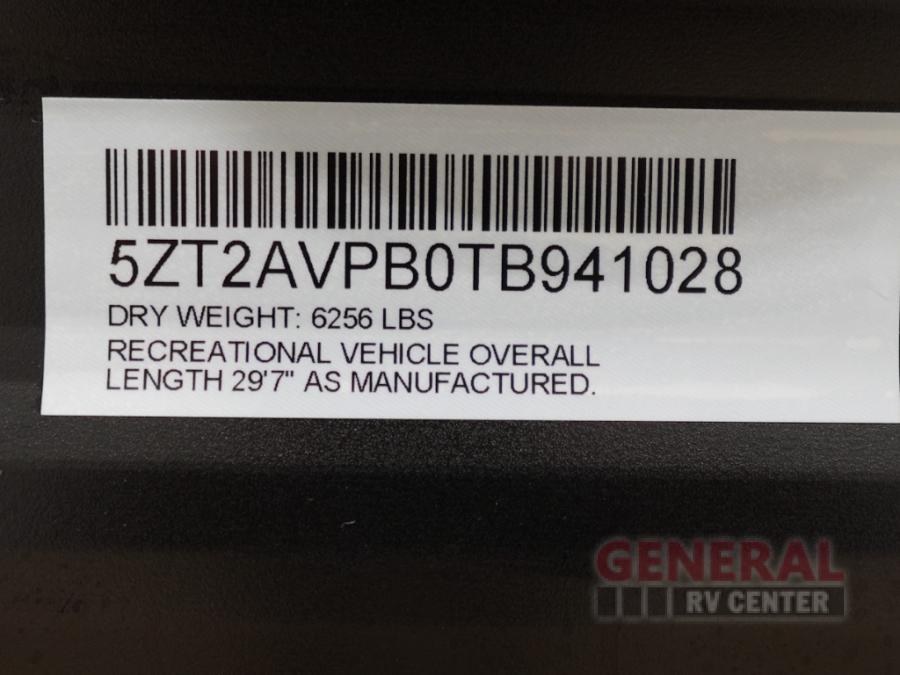 5ZT2AVPB0TB941028
DRY WEIGHT: 6256 LBS
RECREATIONAL VEHICLE OVERALL
LENGTH 29'7" AS MANUFACTURED.
GENERAL
RV CENTER